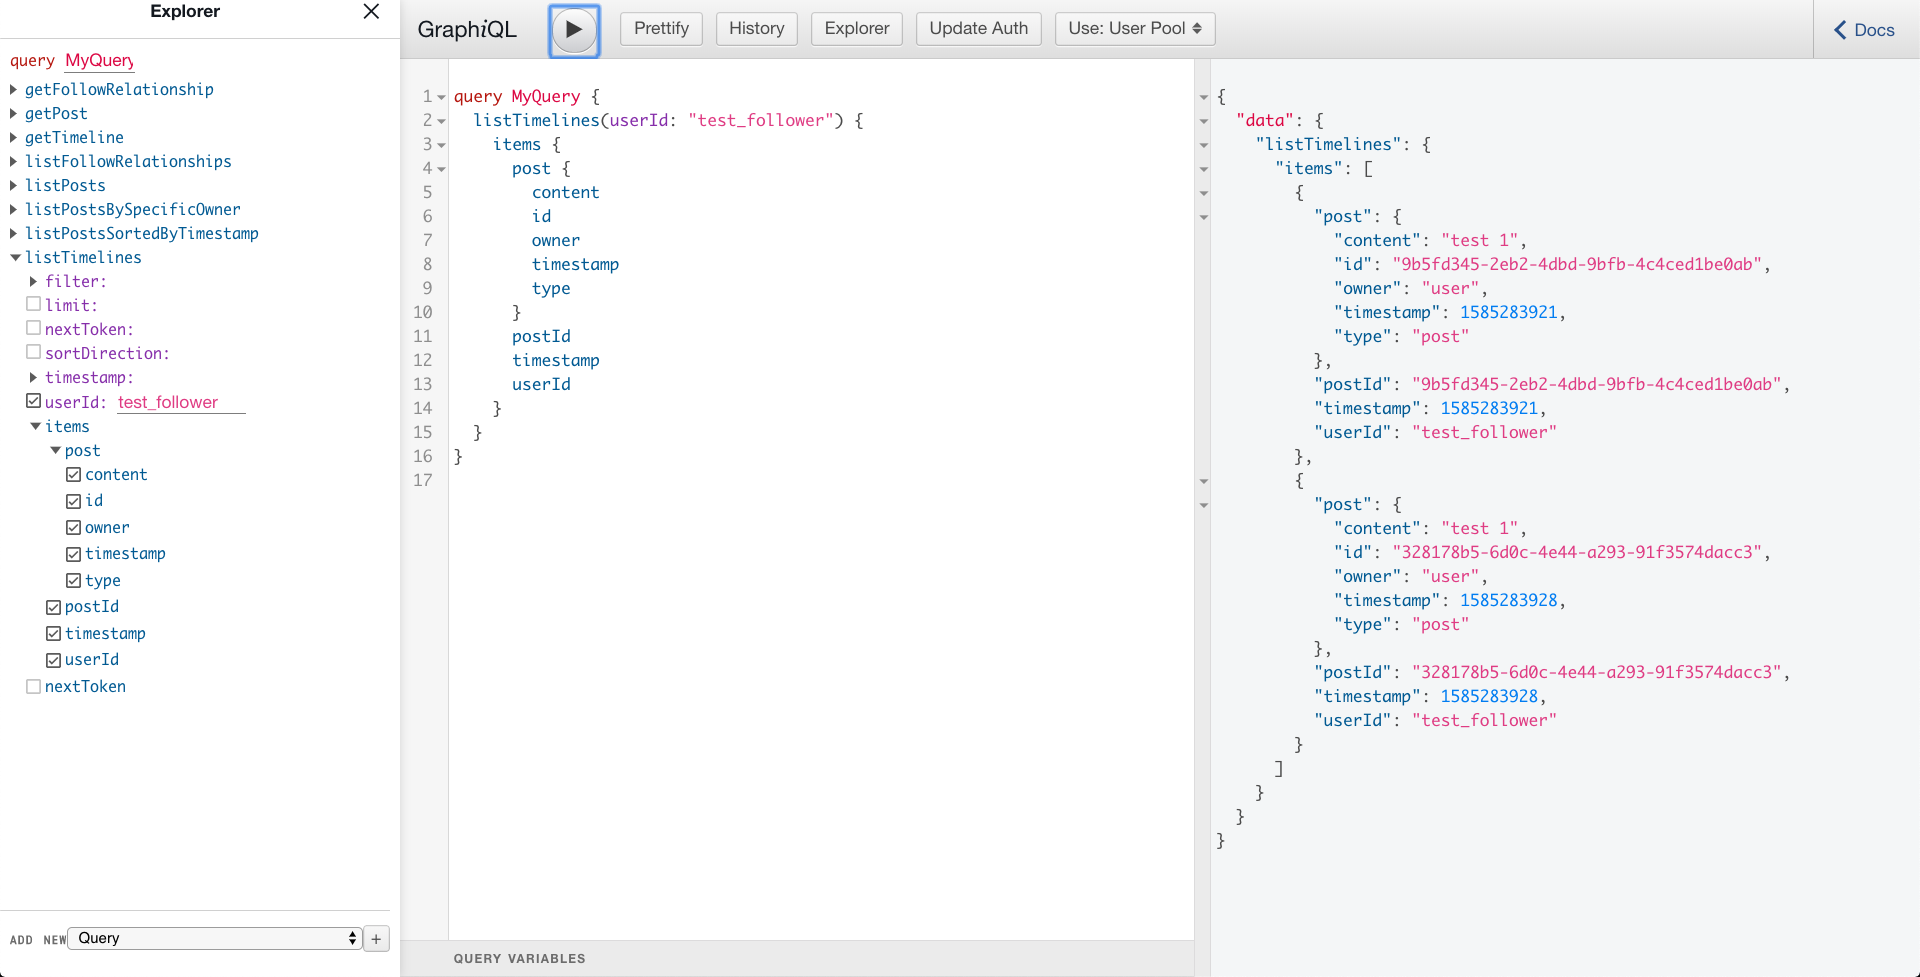 Explorer
query MyQuery
getFollowRelationship
getPost
getTimeline
listFollowRelationships
listPosts
listPostsBySpecificOwner
listPostsSortedByTimestamp
listTimelines
filter:
limit:
nextToken:
sortDirection:
timestamp:
userId: test_follower
items
post
content
id
owner
timestamp
type
postId
timestamp
userId
nextToken
ADD NEW Query +
GraphiQL Prettify History Explorer Update Auth Use: User Pool Docs
1 query MyQuery {
2 listTimelines(userId: "test_follower") {
3 items {
4 post {
5 content
6 id
7 owner
8 timestamp
9 type
10 }
11 postId
12 timestamp
13 userId
14 }
15 }
16 }
17
QUERY VARIABLES
{
"data": {
"listTimelines": {
"items": [
{
"post": {
"content": "test 1",
"id": "9b5fd345-2eb2-4dbd-9bfb-4c4ced1be0ab",
"owner": "user",
"timestamp": 1585283921,
"type": "post"
},
"postId": "9b5fd345-2eb2-4dbd-9bfb-4c4ced1be0ab",
"timestamp": 1585283921,
"userId": "test_follower"
},
{
"post": {
"content": "test 1",
"id": "328178b5-6d0c-4e44-a293-91f3574dacc3",
"owner": "user",
"timestamp": 1585283928,
"type": "post"
},
"postId": "328178b5-6d0c-4e44-a293-91f3574dacc3",
"timestamp": 1585283928,
"userId": "test_follower"
}
]
}
}
}